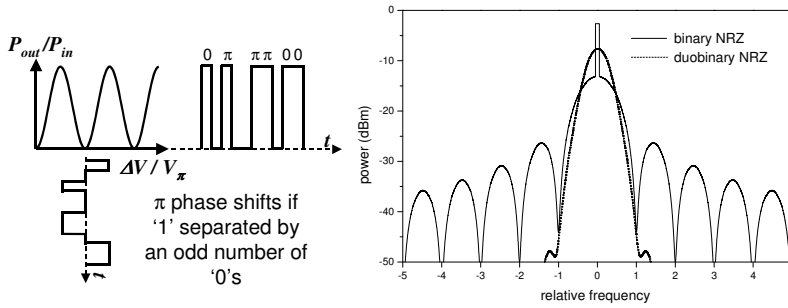 P_out/P_in
0 π π π 0 0
t
ΔV / V_π
t
π phase shifts if
'1' separated by
an odd number of
'0's
binary NRZ
duobinary NRZ
power (dBm)
0
-10
-20
-30
-40
-50
-5 -4 -3 -2 -1 0 1 2 3 4
relative frequency